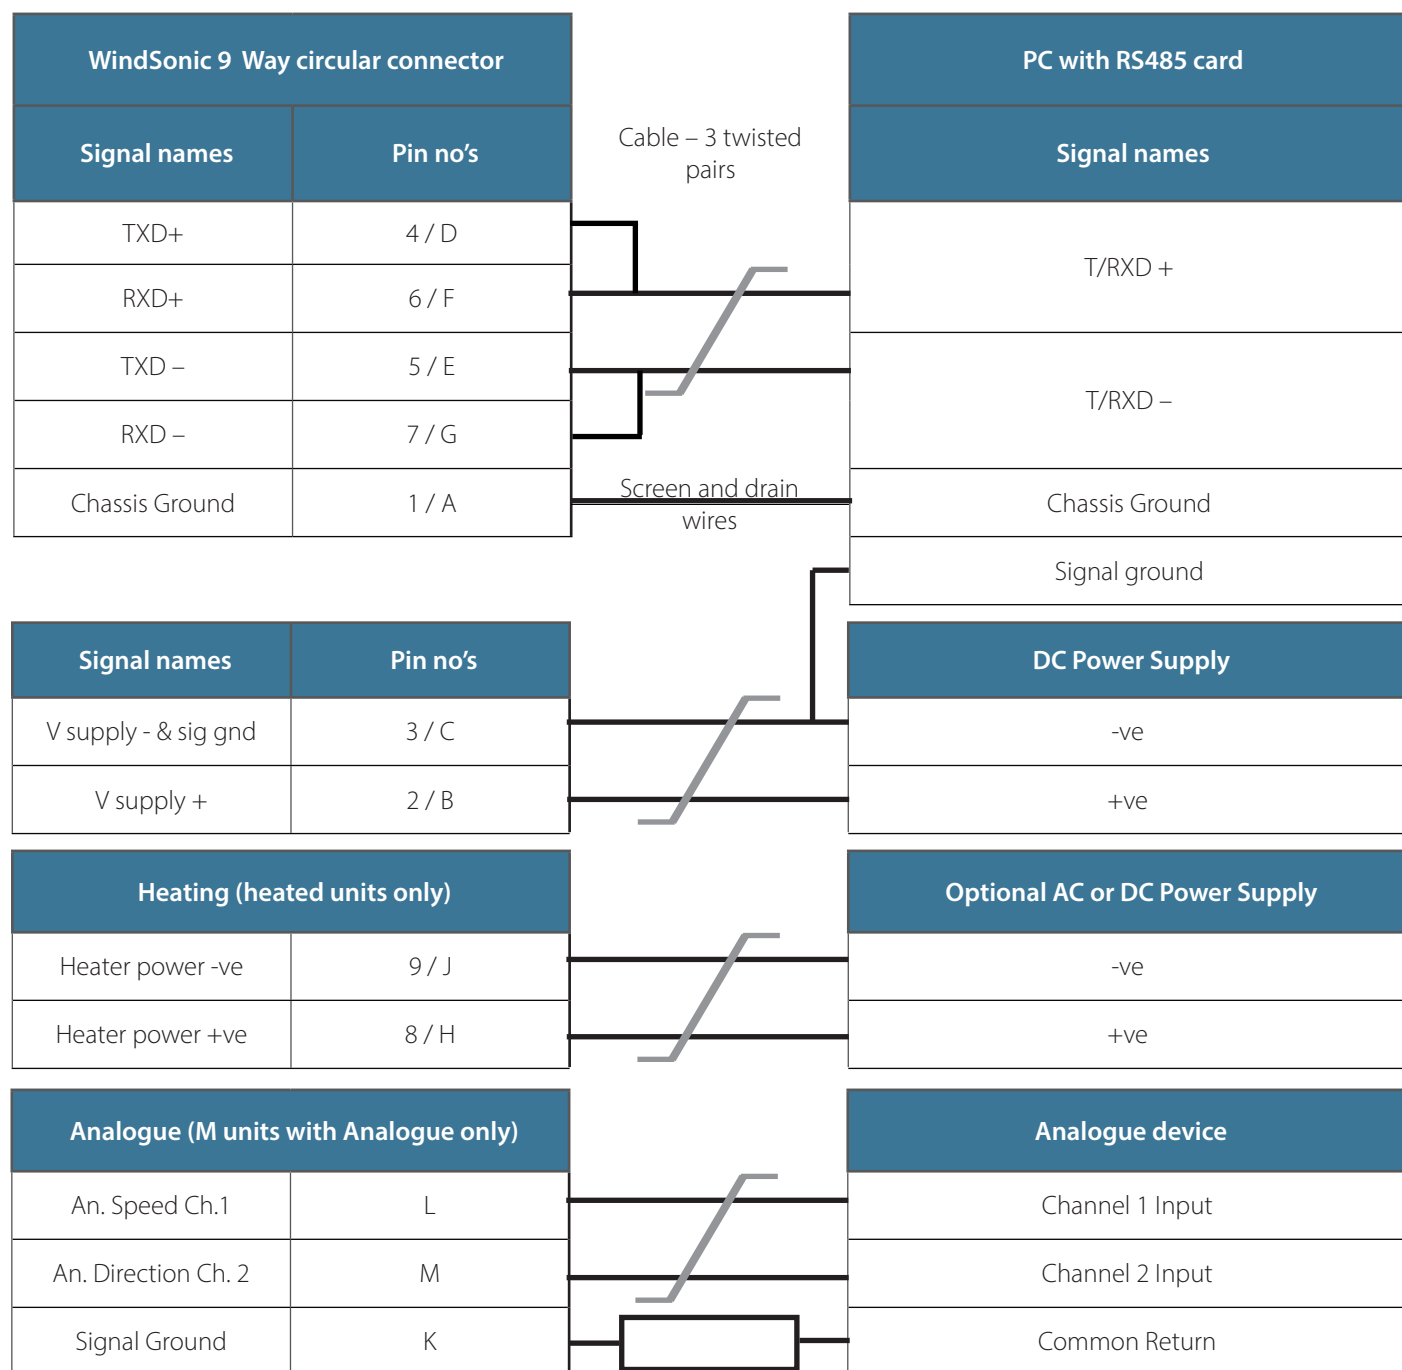 WindSonic 9 Way circular connector
PC with RS485 card
Signal names
Pin no's
Cable – 3 twisted
pairs
Signal names
TXD+
4 / D
T/RXD +
RXD+
6 / F
TXD –
5 / E
T/RXD –
RXD –
7 / G
Chassis Ground
1 / A
Screen and drain
wires
Chassis Ground
Signal ground
Signal names
Pin no’s
DC Power Supply
V supply - & sig gnd
3 / C
-ve
V supply +
2 / B
+ve
Heating (heated units only)
Optional AC or DC Power Supply
Heater power -ve
9 / J
-ve
Heater power +ve
8 / H
+ve
Analogue (M units with Analogue only)
Analogue device
An. Speed Ch.1
L
Channel 1 Input
An. Direction Ch. 2
M
Channel 2 Input
Signal Ground
K
Common Return